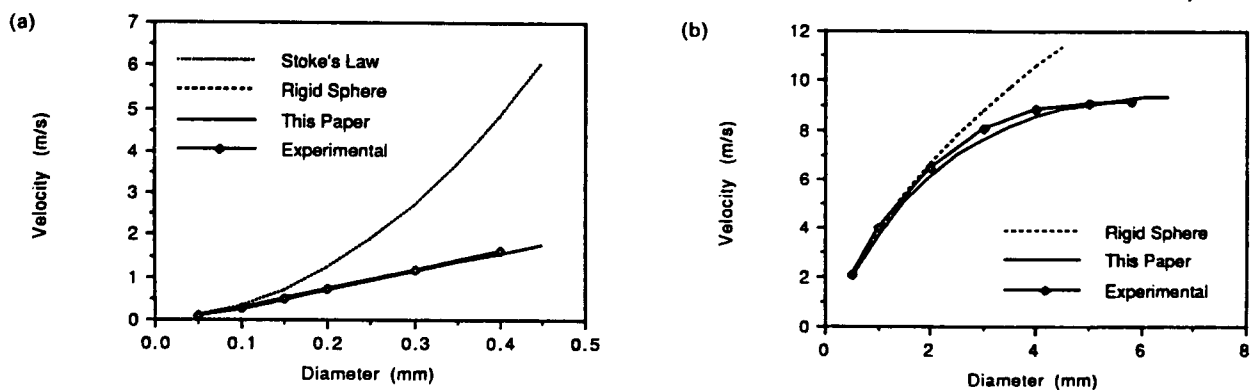 (a)
7
6
5
4
3
2
1
0
Velocity (m/s)
Stoke's Law
Rigid Sphere
This Paper
Experimental
0.0 0.1 0.2 0.3 0.4 0.5
Diameter (mm)
(b)
12
10
8
6
4
2
0
Velocity (m/s)
Rigid Sphere
This Paper
Experimental
0 2 4 6 8
Diameter (mm)